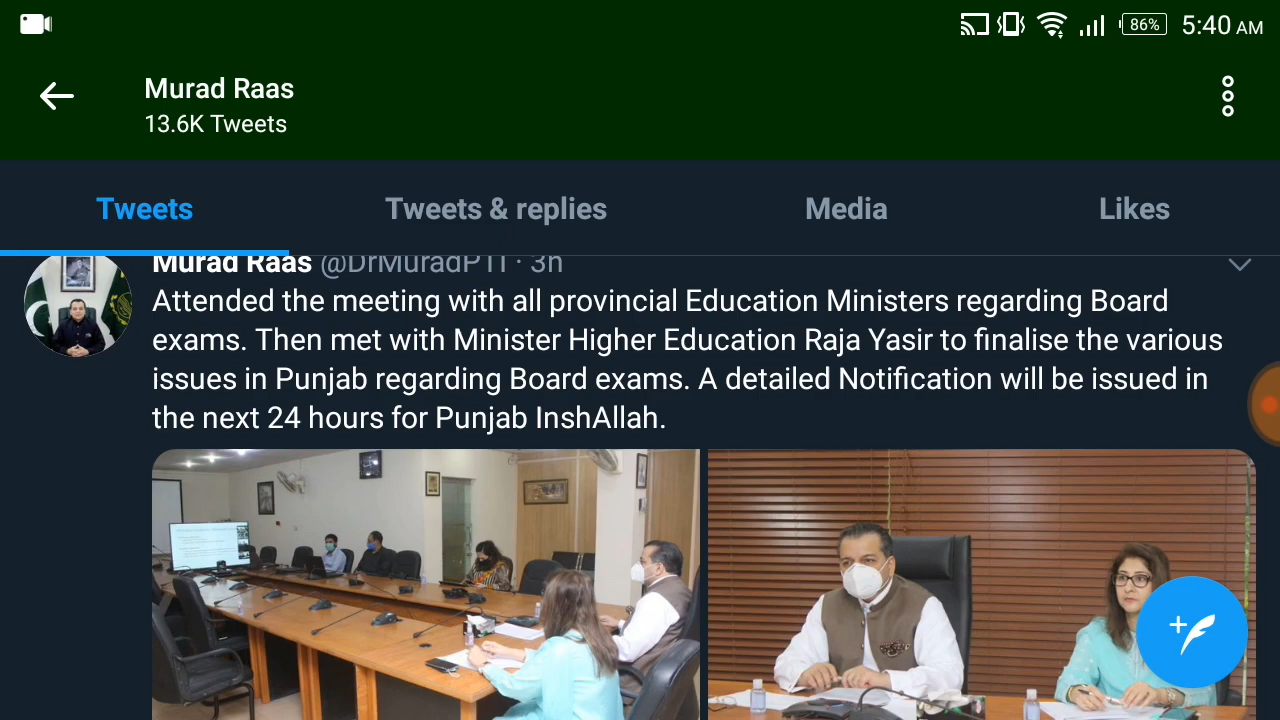 86% 5:40 AM
Murad Raas
13.6K Tweets
Tweets Tweets & replies Media Likes
Murad Raas @DrMuradPTI · 3h
Attended the meeting with all provincial Education Ministers regarding Board
exams. Then met with Minister Higher Education Raja Yasir to finalise the various
issues in Punjab regarding Board exams. A detailed Notification will be issued in
the next 24 hours for Punjab InshAllah.